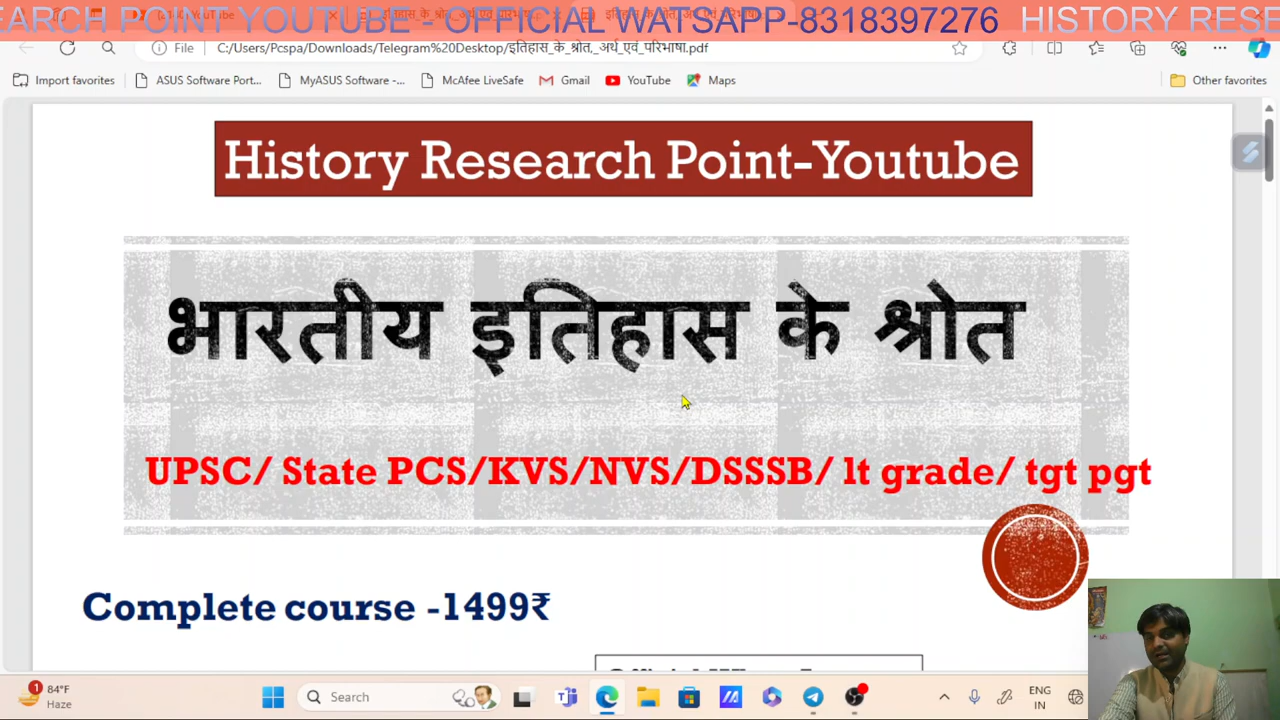 EARCH POINT YOUTUBE - OFFICIAL WATSAPP-8318397276 HISTORY RESE
File C:/Users/Pcspa/Downloads/Telegram%20Desktop/इतिहास_के_श्रोत,_अर्थ_एवं_परिभाषा.pdf
Import favorites ASUS Software Port... MyASUS Software -... McAfee LiveSafe Gmail YouTube Maps Other favorites
History Research Point-Youtube
भारतीय इतिहास के श्रोत
UPSC/ State PCS/KVS/NVS/DSSSB/ lt grade/ tgt pgt
Complete course -1499₹
1 84°F
Haze
Search
ENG
IN